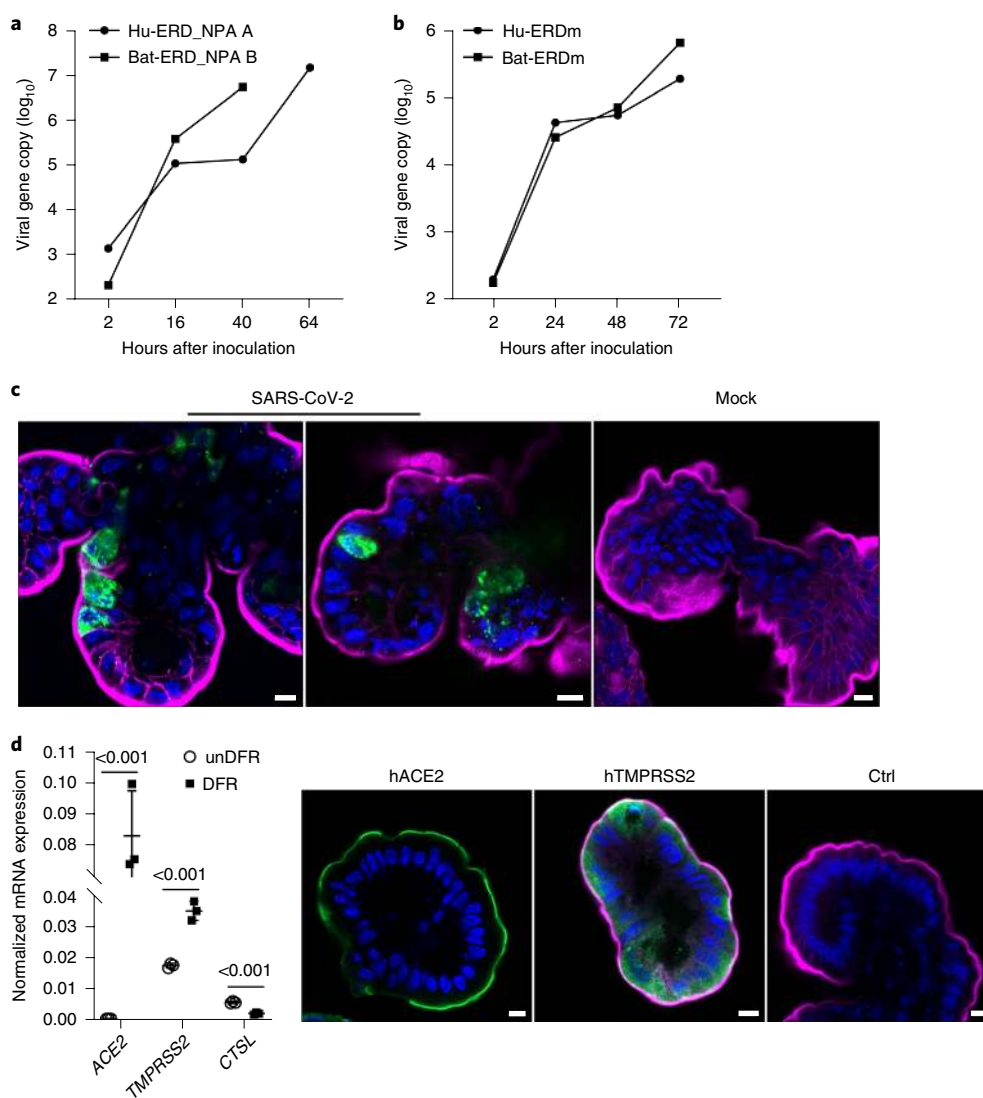 a
8
7
6
5
4
3
2
Viral gene copy (log10)
Hu-ERD_NPA A
Bat-ERD_NPA B
2 16 40 64
Hours after inoculation
b
6
5
4
3
2
Viral gene copy (log10)
Hu-ERDm
Bat-ERDm
2 24 48 72
Hours after inoculation
c
SARS-CoV-2 Mock
d
0.11
0.10
0.09
0.08
0.04
0.03
0.02
0.01
0.00
Normalized mRNA expression
<0.001
<0.001
<0.001
unDFR
DFR
ACE2 TMPRSS2 CTSL
hACE2 hTMPRSS2 Ctrl